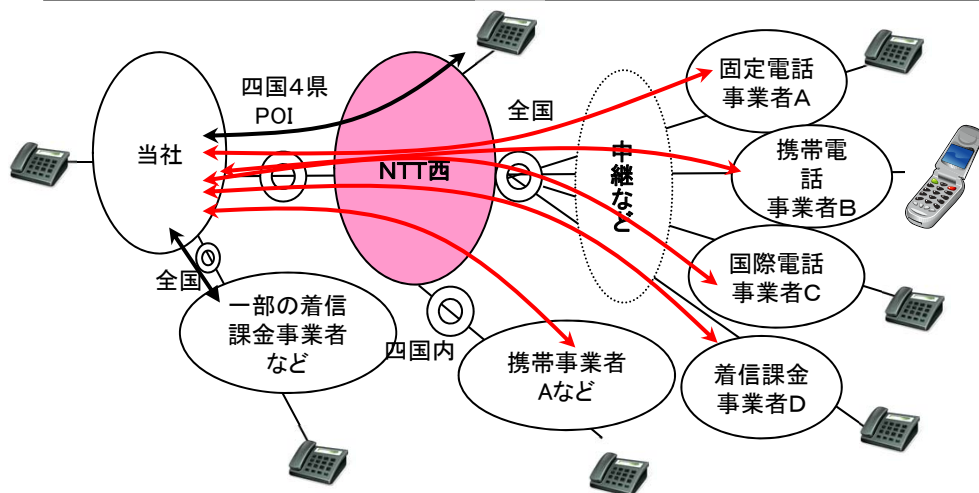 四国4県
POI
当社
NTT西
全国
中
継
な
ど
固定電話
事業者A
携帯電
話
事業者B
国際電話
事業者C
着信課金
事業者D
全国
一部の着信
課金事業者
など
四国内
携帯事業者
Aなど